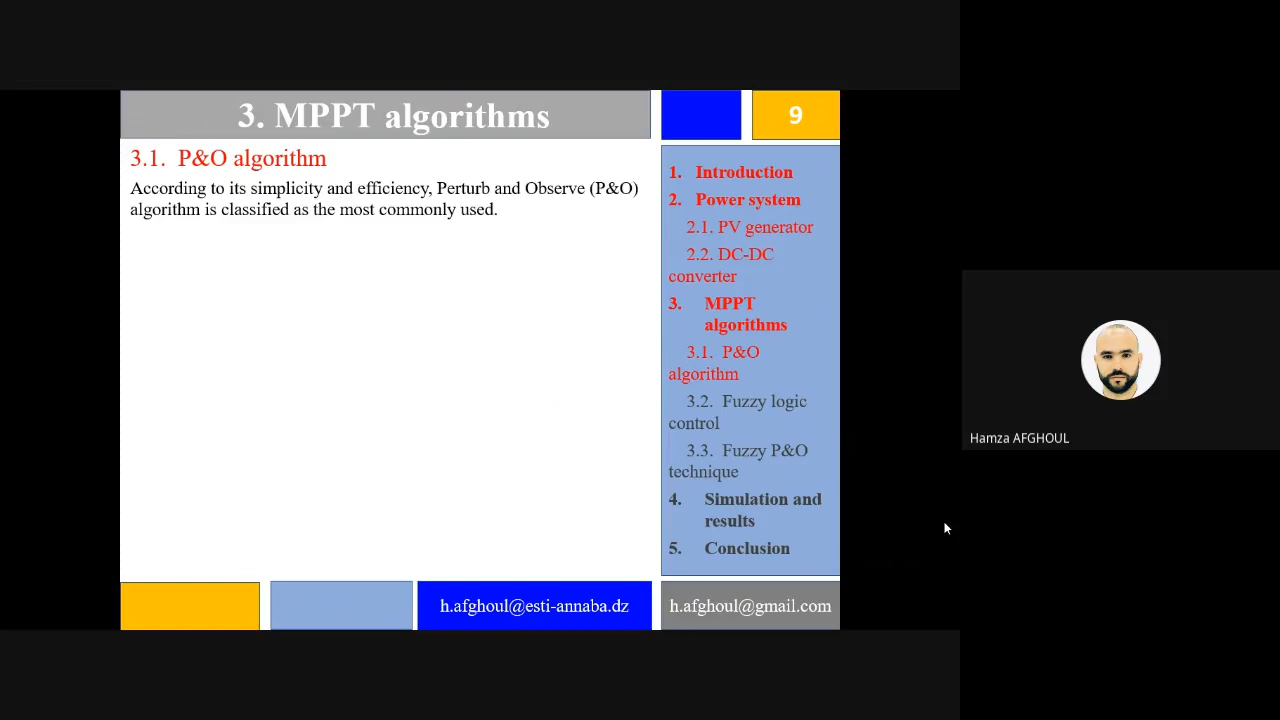 3. MPPT algorithms
9
3.1. P&O algorithm
According to its simplicity and efficiency, Perturb and Observe (P&O)
algorithm is classified as the most commonly used.
1. Introduction
2. Power system
2.1. PV generator
2.2. DC-DC
converter
3. MPPT
algorithms
3.1. P&O
algorithm
3.2. Fuzzy logic
control
3.3. Fuzzy P&O
technique
4. Simulation and
results
5. Conclusion
h.afghoul@esti-annaba.dz
h.afghoul@gmail.com
Hamza AFGHOUL